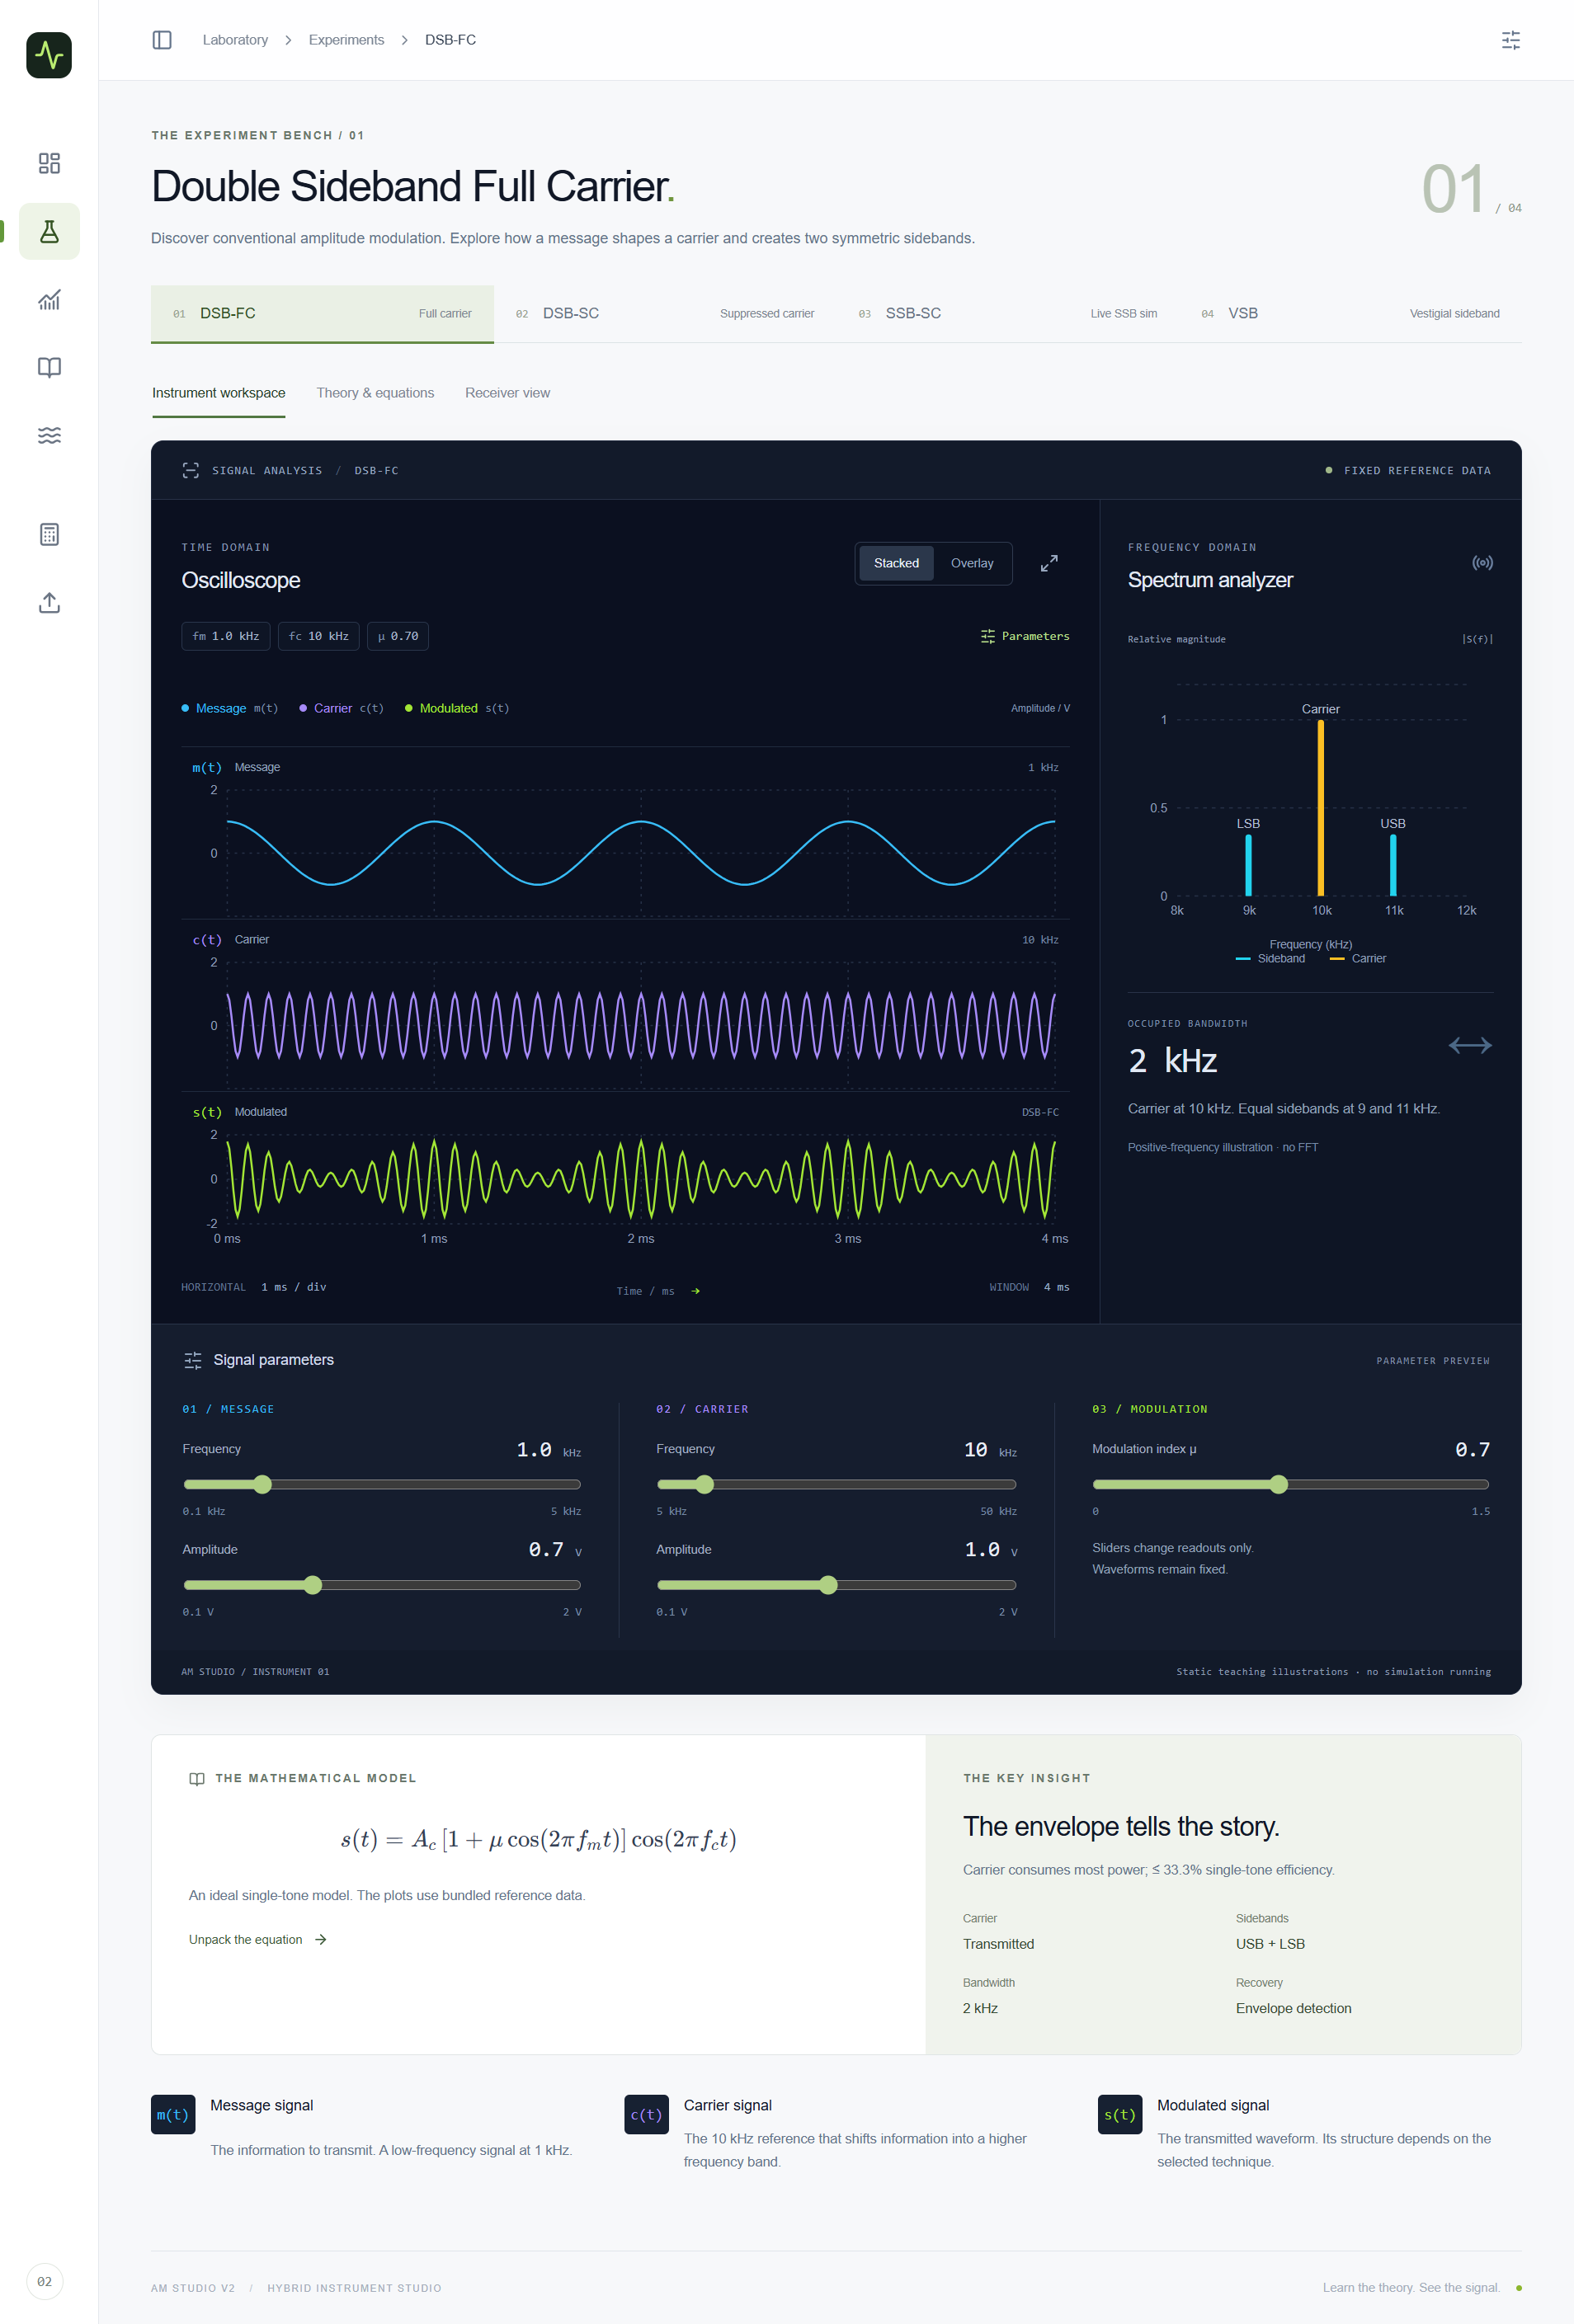 Laboratory > Experiments > DSB-FC
THE EXPERIMENT BENCH / 01
Double Sideband Full Carrier.
01 / 04
Discover conventional amplitude modulation. Explore how a message shapes a carrier and creates two symmetric sidebands.
01 DSB-FC Full carrier 02 DSB-SC Suppressed carrier 03 SSB-SC Live SSB sim 04 VSB Vestigial sideband
Instrument workspace Theory & equations Receiver view
SIGNAL ANALYSIS / DSB-FC
FIXED REFERENCE DATA
TIME DOMAIN
Oscilloscope
Stacked Overlay
fm 1.0 kHz fc 10 kHz μ 0.70
Parameters
Message m(t) Carrier c(t) Modulated s(t)
Amplitude / V
m(t) Message 1 kHz
2
0
c(t) Carrier 10 kHz
2
0
s(t) Modulated DSB-FC
2
0
-2
0 ms 1 ms 2 ms 3 ms 4 ms
HORIZONTAL 1 ms / div
Time / ms →
WINDOW 4 ms
FREQUENCY DOMAIN
Spectrum analyzer
Relative magnitude |S(f)|
Carrier
1
0.5
LSB USB
0
8k 9k 10k 11k 12k
Frequency (kHz)
Sideband Carrier
OCCUPIED BANDWIDTH
2 kHz
Carrier at 10 kHz. Equal sidebands at 9 and 11 kHz.
Positive-frequency illustration · no FFT
Signal parameters
PARAMETER PREVIEW
01 / MESSAGE
Frequency 1.0 kHz
0.1 kHz 5 kHz
Amplitude 0.7 V
0.1 V 2 V
02 / CARRIER
Frequency 10 kHz
5 kHz 50 kHz
Amplitude 1.0 V
0.1 V 2 V
03 / MODULATION
Modulation index μ 0.7
0 1.5
Sliders change readouts only.
Waveforms remain fixed.
AM STUDIO / INSTRUMENT 01
Static teaching illustrations · no simulation running
THE MATHEMATICAL MODEL
s(t) = A_c [1 + μ cos(2πf_m t)] cos(2πf_c t)
An ideal single-tone model. The plots use bundled reference data.
Unpack the equation →
THE KEY INSIGHT
The envelope tells the story.
Carrier consumes most power; ≤ 33.3% single-tone efficiency.
Carrier Sidebands
Transmitted USB + LSB
Bandwidth Recovery
2 kHz Envelope detection
m(t) Message signal
The information to transmit. A low-frequency signal at 1 kHz.
c(t) Carrier signal
The 10 kHz reference that shifts information into a higher
frequency band.
s(t) Modulated signal
The transmitted waveform. Its structure depends on the
selected technique.
02
AM STUDIO V2 / HYBRID INSTRUMENT STUDIO
Learn the theory. See the signal.